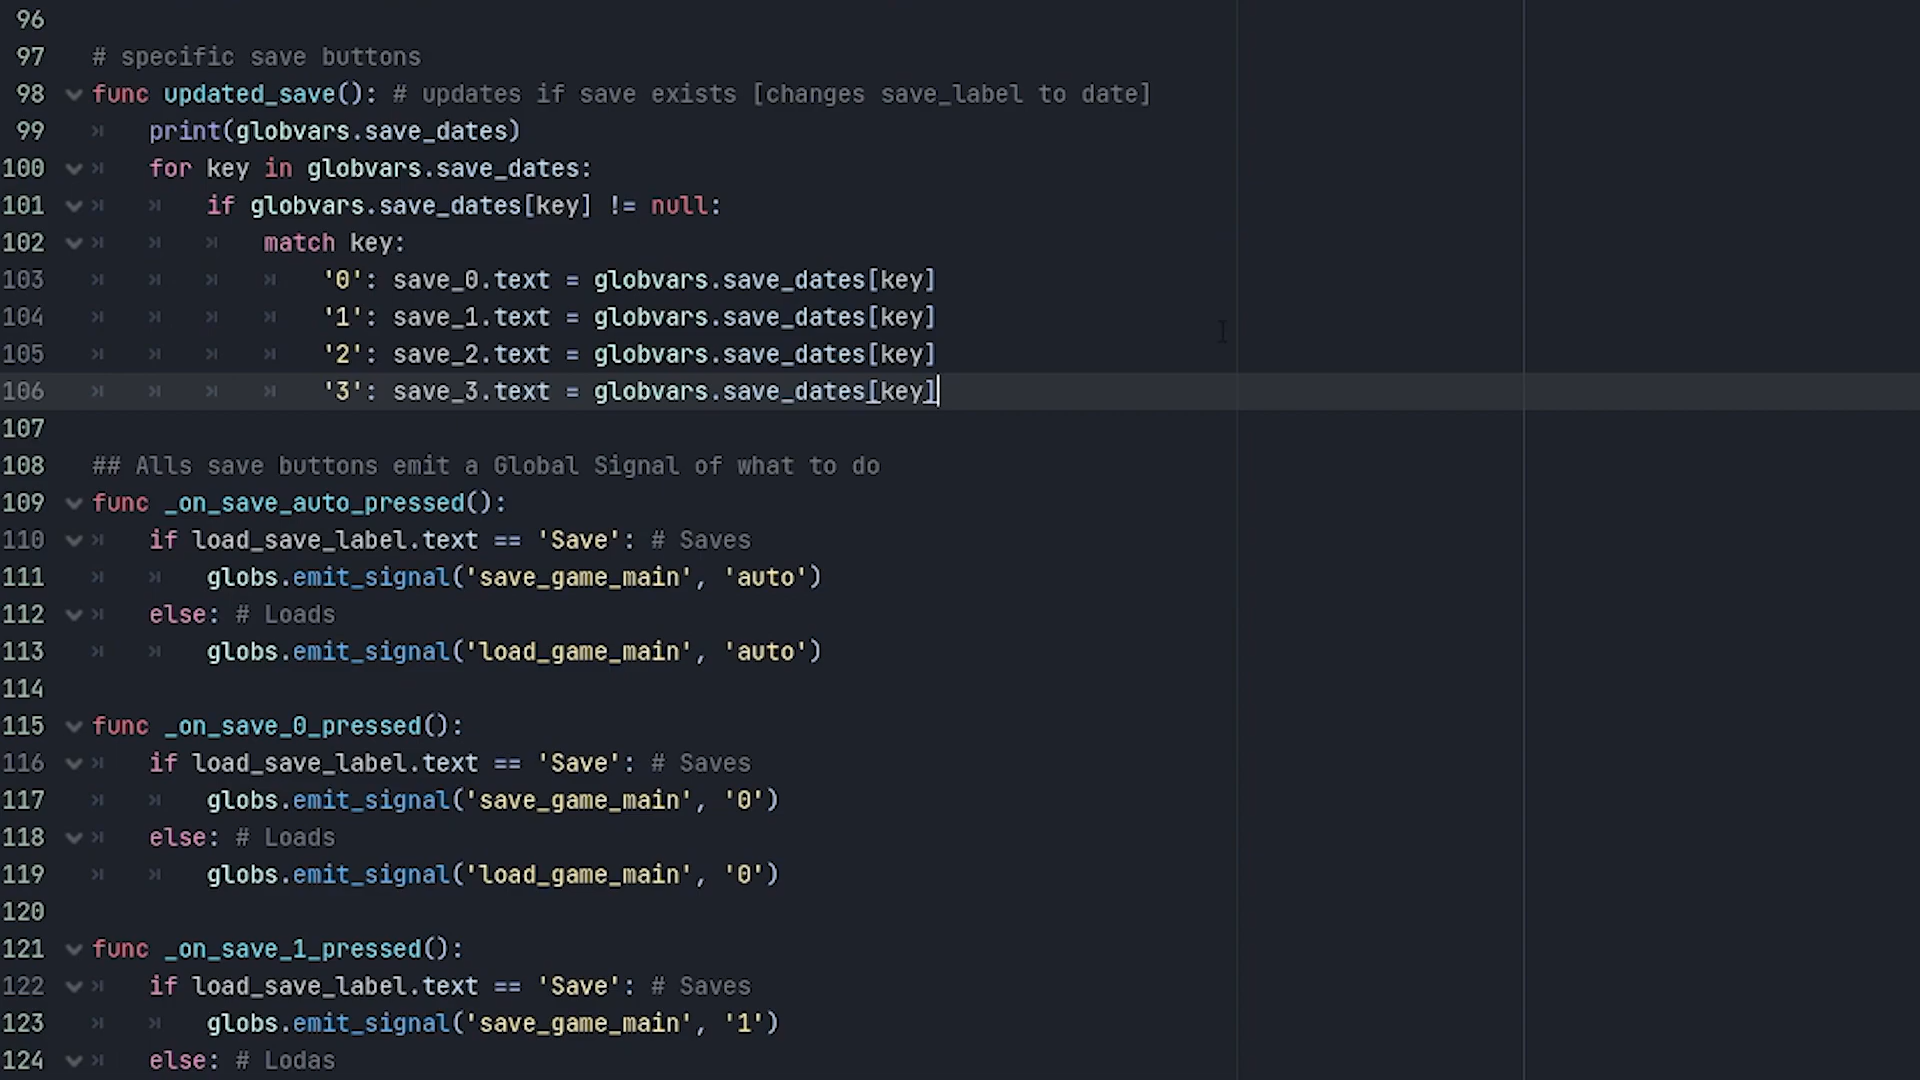 96
97 # specific save buttons
98 func updated_save(): # updates if save exists [changes save_label to date]
99 print(globvars.save_dates)
100 for key in globvars.save_dates:
101 if globvars.save_dates[key] != null:
102 match key:
103 '0': save_0.text = globvars.save_dates[key]
104 '1': save_1.text = globvars.save_dates[key]
105 '2': save_2.text = globvars.save_dates[key]
106 '3': save_3.text = globvars.save_dates[key]
107
108 ## Alls save buttons emit a Global Signal of what to do
109 func _on_save_auto_pressed():
110 if load_save_label.text == 'Save': # Saves
111 globs.emit_signal('save_game_main', 'auto')
112 else: # Loads
113 globs.emit_signal('load_game_main', 'auto')
114
115 func _on_save_0_pressed():
116 if load_save_label.text == 'Save': # Saves
117 globs.emit_signal('save_game_main', '0')
118 else: # Loads
119 globs.emit_signal('load_game_main', '0')
120
121 func _on_save_1_pressed():
122 if load_save_label.text == 'Save': # Saves
123 globs.emit_signal('save_game_main', '1')
124 else: # Lodas